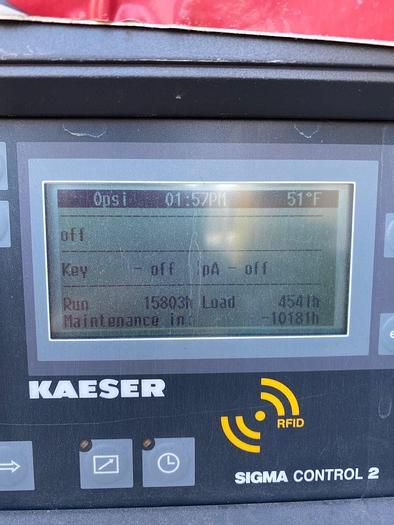 0psi 01:57PM 51°F
off
Key - off pA - off
Run 15803h Load 4541h
Maintenance in: -10181h
KAESER
RFID
SIGMA CONTROL 2